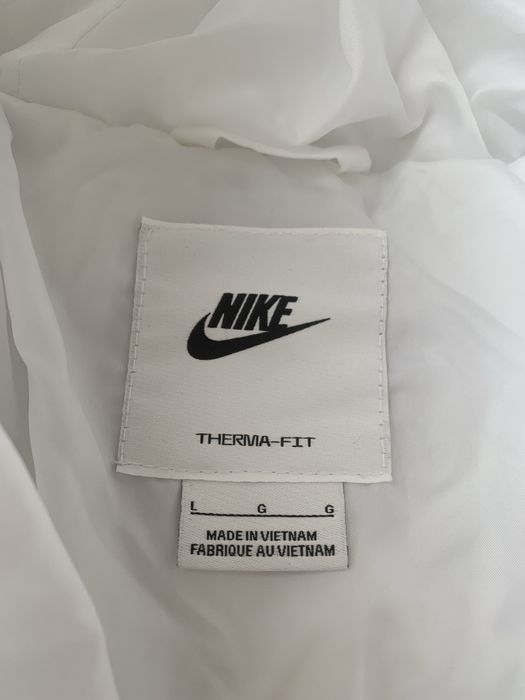 NIKE
THERMA-FIT
L G G
MADE IN VIETNAM
FABRIQUE AU VIETNAM